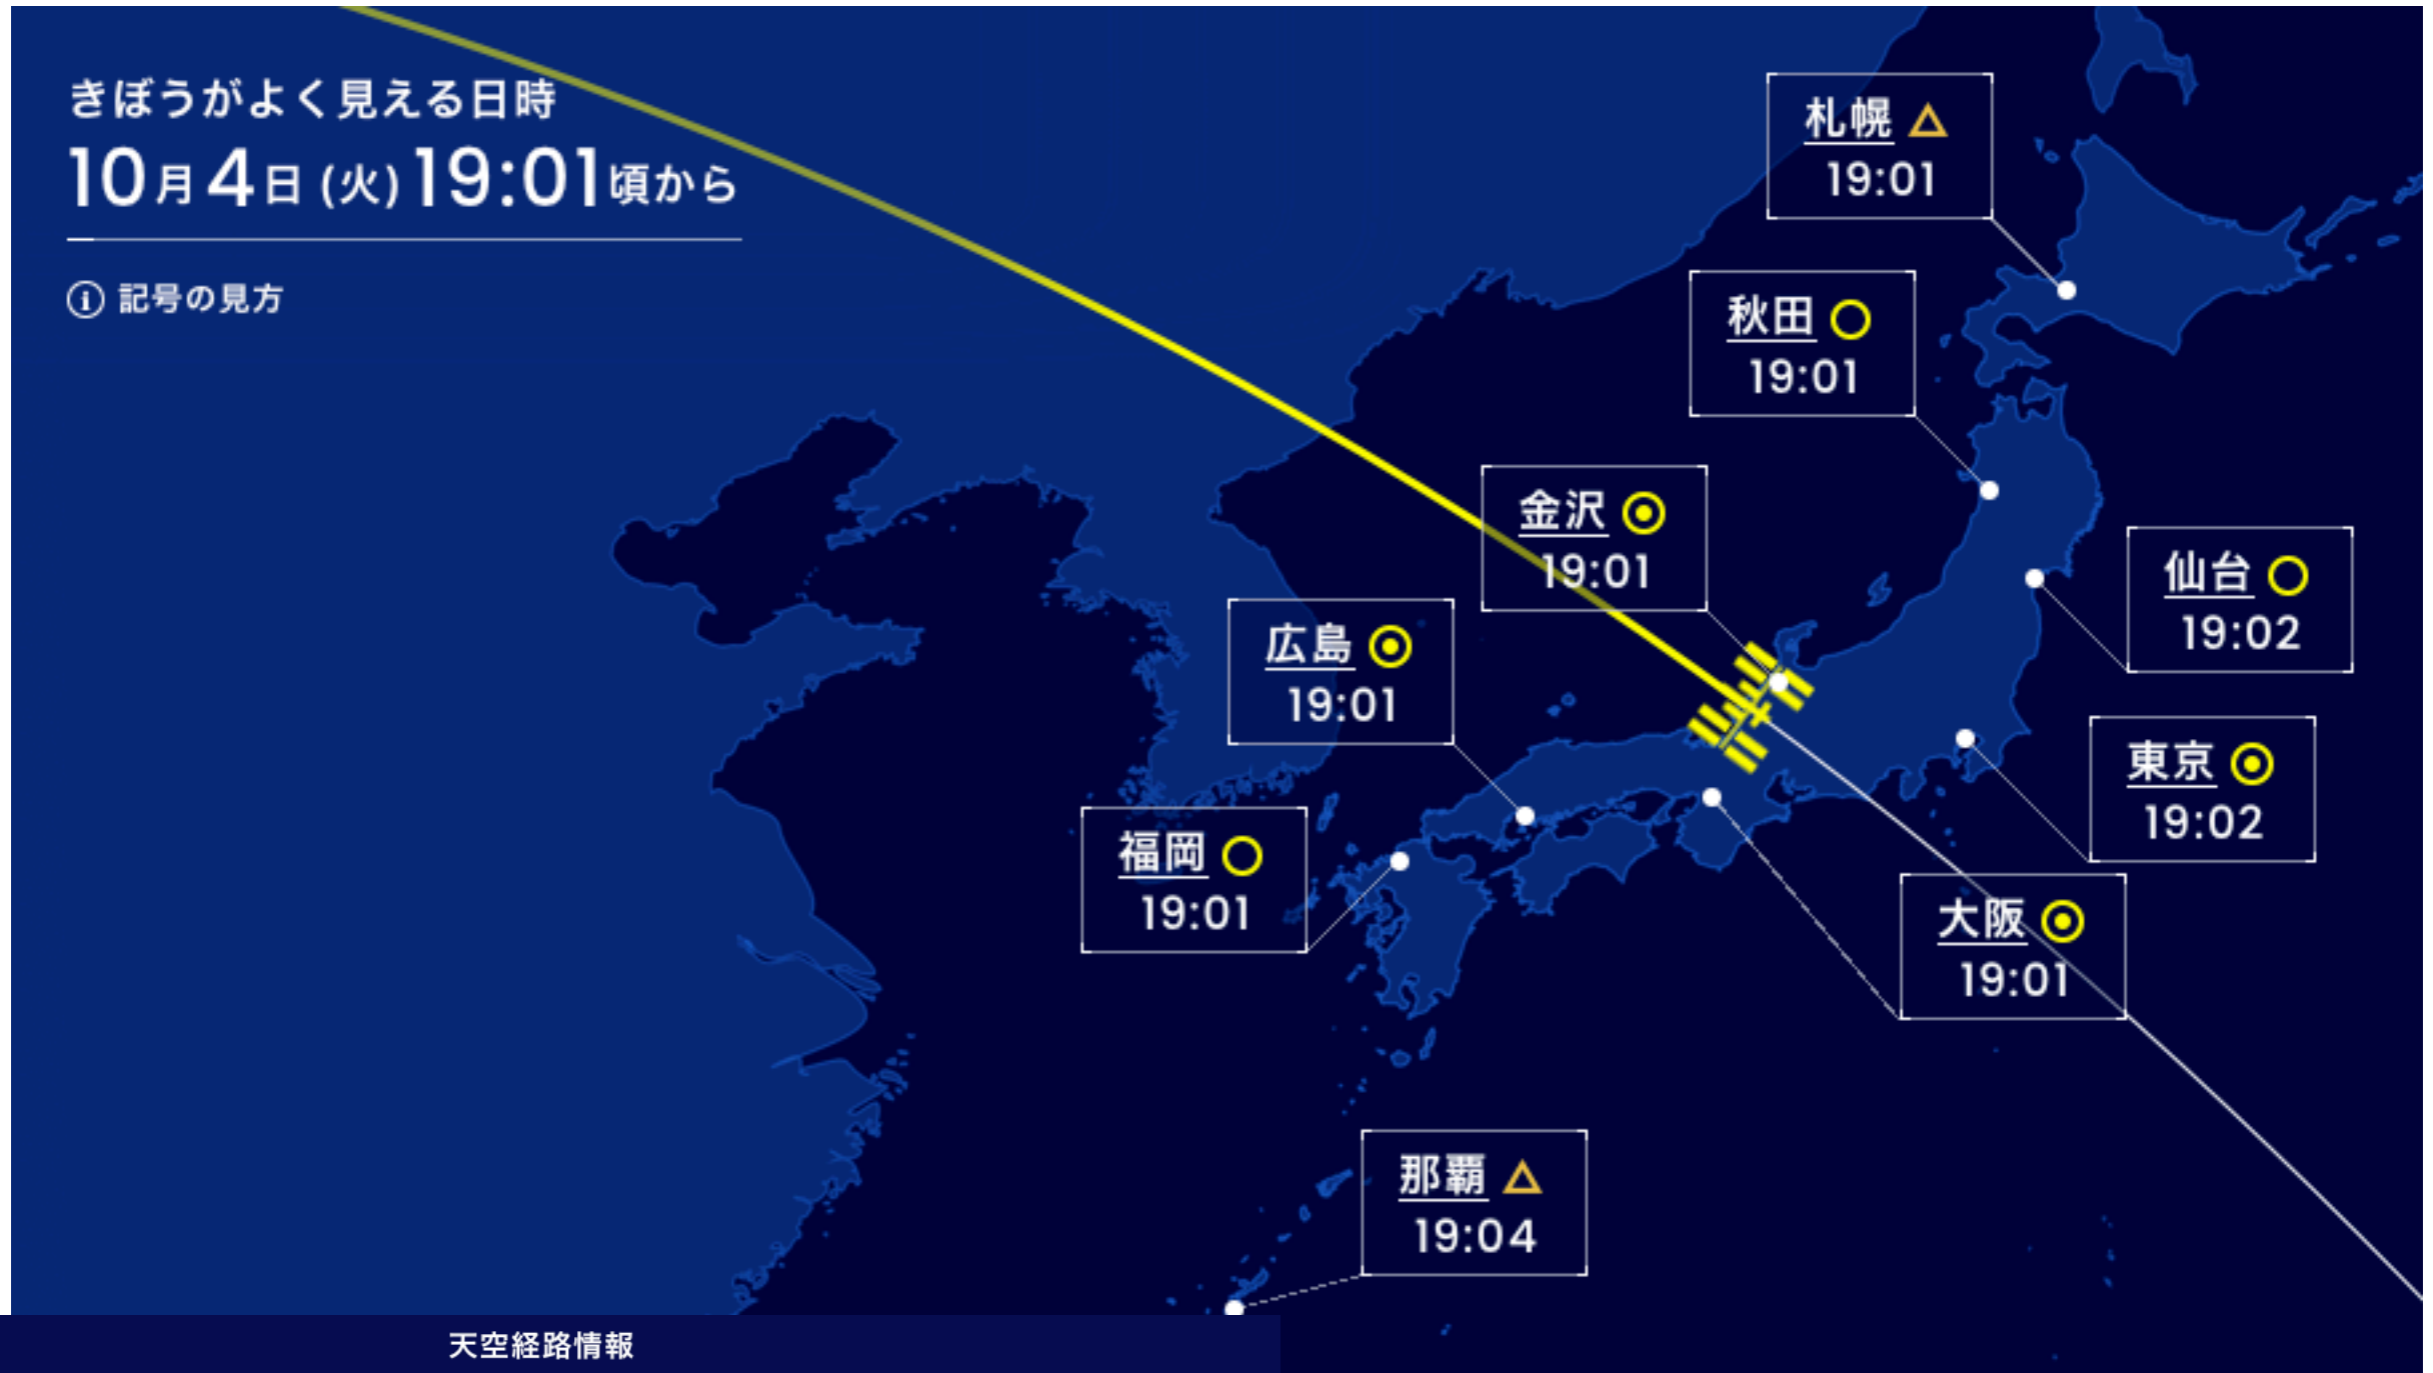 きぼうがよく見える日時
10月4日 (火) 19:01頃から
i 記号の見方
札幌 △
19:01
秋田 ○
19:01
金沢 ◎
19:01
仙台 ○
19:02
広島 ◎
19:01
東京 ◎
19:02
福岡 ○
19:01
大阪 ◎
19:01
那覇 △
19:04
天空経路情報